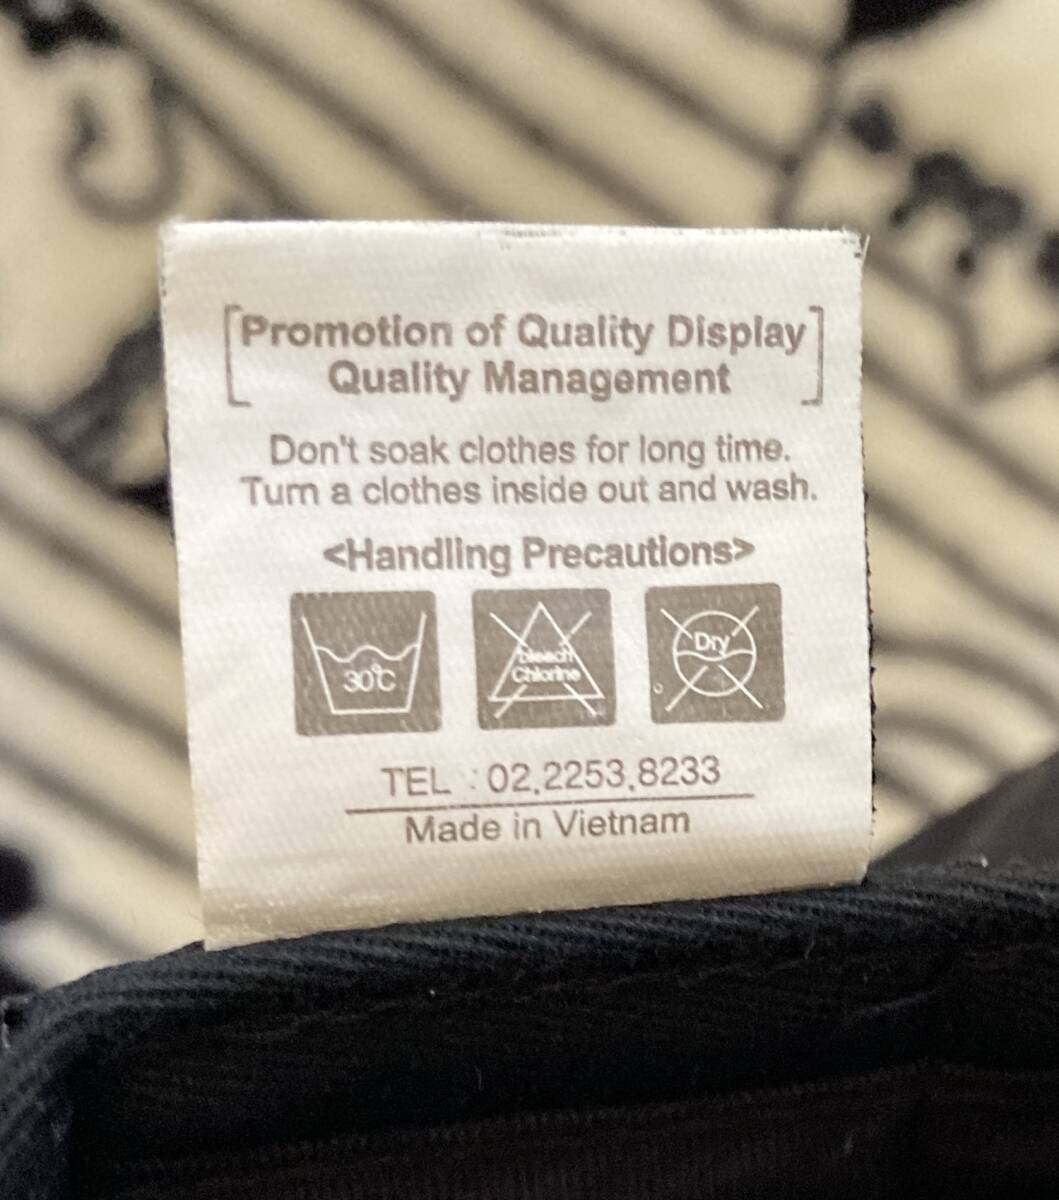 Promotion of Quality Display
Quality Management
Don't soak clothes for long time.
Turn a clothes inside out and wash.
<Handling Precautions>
30℃
bleach
Chlorine
Dry
TEL : 02.2253.8233
Made in Vietnam